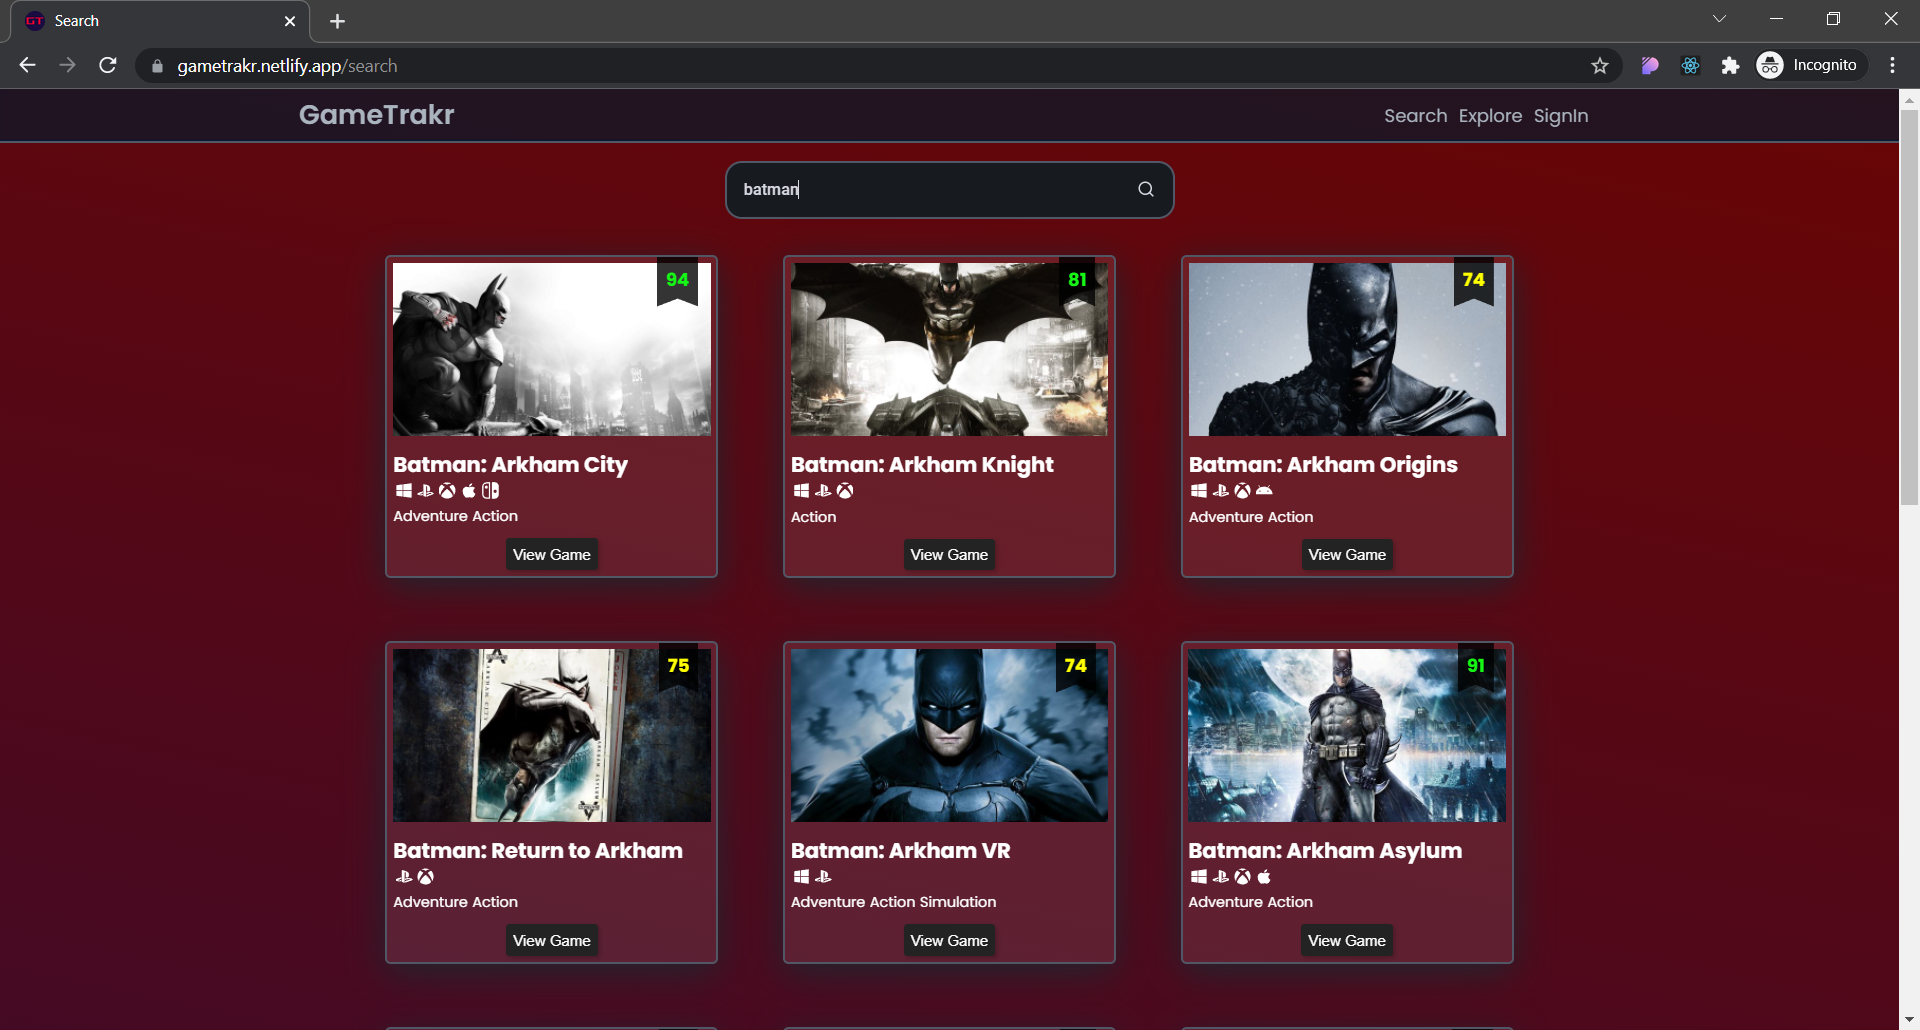 GT Search
gametrakr.netlify.app/search
Incognito
GameTrakr
Search Explore SignIn
batman
94
81
74
Batman: Arkham City
Batman: Arkham Knight
Batman: Arkham Origins
Adventure Action
Action
Adventure Action
View Game
View Game
View Game
75
74
91
Batman: Return to Arkham
Batman: Arkham VR
Batman: Arkham Asylum
Adventure Action
Adventure Action Simulation
Adventure Action
View Game
View Game
View Game